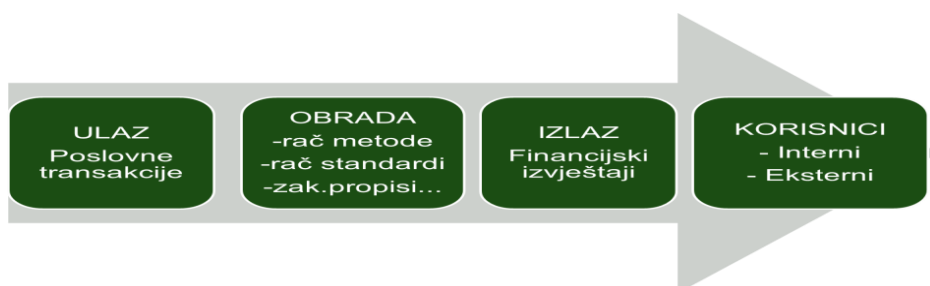 ULAZ
Poslovne
transakcije
OBRADA
-rač metode
-rač standardi
-zak.propisi...
IZLAZ
Financijski
izvještaji
KORISNICI
- Interni
- Eksterni